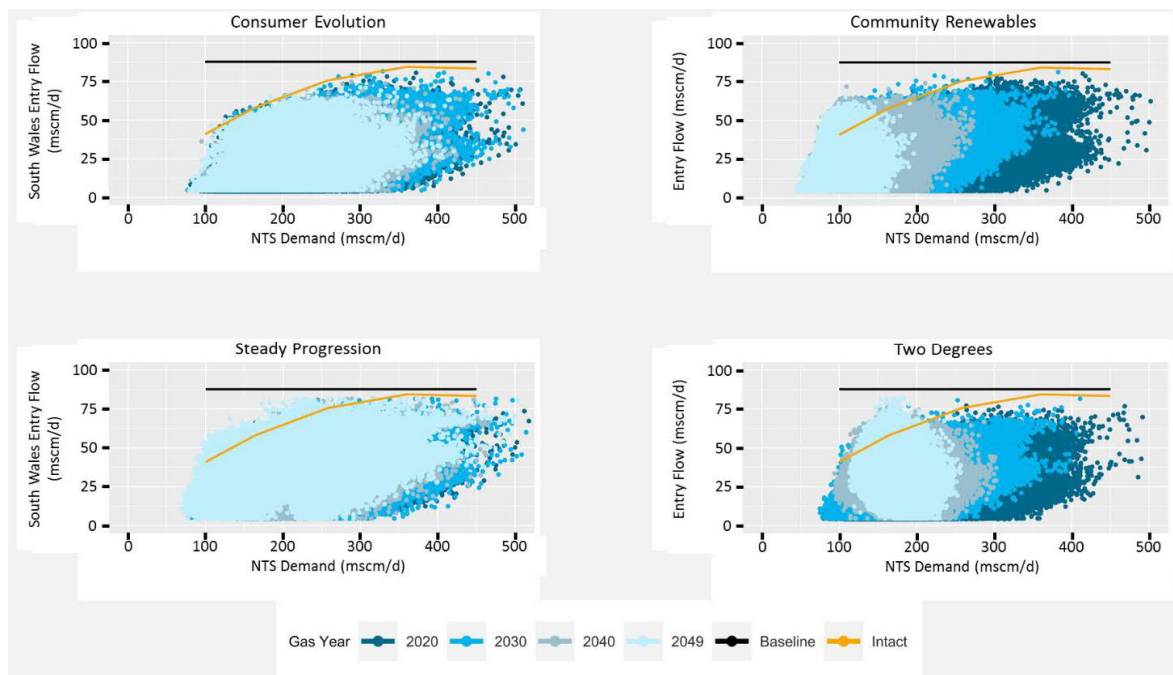 Consumer Evolution
South Wales Entry Flow
(mscm/d)
100
75
50
25
0
0 100 200 300 400 500
NTS Demand (mscm/d)
Community Renewables
Entry Flow (mscm/d)
100
75
50
25
0
0 100 200 300 400 500
NTS Demand (mscm/d)
Steady Progression
South Wales Entry Flow
(mscm/d)
100
75
50
25
0
0 100 200 300 400 500
NTS Demand (mscm/d)
Two Degrees
Entry Flow (mscm/d)
100
75
50
25
0
0 100 200 300 400 500
NTS Demand (mscm/d)
Gas Year 2020 2030 2040 2049 Baseline Intact